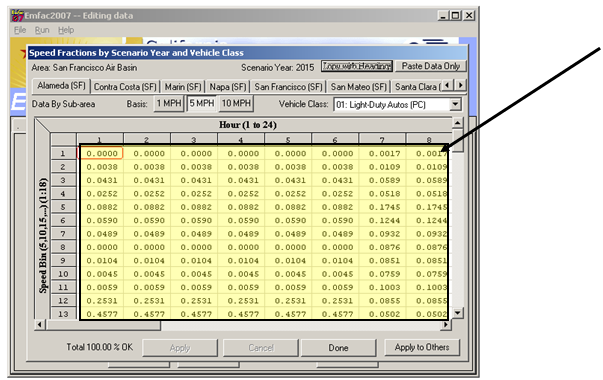 Emfac2007 -- Editing data
File Run Help
Speed Fractions by Scenario Year and Vehicle Class
Area: San Francisco Air Basin Scenario Year: 2015 Copy with Headings Paste Data Only
Alameda (SF) Contra Costa (SF) Marin (SF) Napa (SF) San Francisco (SF) San Mateo (SF) Santa Clara (
Data By Sub-area Basis: 1 MPH 5 MPH 10 MPH Vehicle Class: 01: Light-Duty Autos (PC)
Hour (1 to 24)
Speed Bin (5,10,15,...) (1:18)
1 2 3 4 5 6 7 8
1 0.0000 0.0000 0.0000 0.0000 0.0000 0.0000 0.0017 0.0017
2 0.0038 0.0038 0.0038 0.0038 0.0038 0.0038 0.0109 0.0109
3 0.0431 0.0431 0.0431 0.0431 0.0431 0.0431 0.0589 0.0589
4 0.0252 0.0252 0.0252 0.0252 0.0252 0.0252 0.0518 0.0518
5 0.0882 0.0882 0.0882 0.0882 0.0882 0.0882 0.1745 0.1745
6 0.0590 0.0590 0.0590 0.0590 0.0590 0.0590 0.1244 0.1244
7 0.0489 0.0489 0.0489 0.0489 0.0489 0.0489 0.0932 0.0932
8 0.0000 0.0000 0.0000 0.0000 0.0000 0.0000 0.0876 0.0876
9 0.0104 0.0104 0.0104 0.0104 0.0104 0.0104 0.0851 0.0851
10 0.0045 0.0045 0.0045 0.0045 0.0045 0.0045 0.0759 0.0759
11 0.0059 0.0059 0.0059 0.0059 0.0059 0.0059 0.1003 0.1003
12 0.2531 0.2531 0.2531 0.2531 0.2531 0.2531 0.0855 0.0855
13 0.4577 0.4577 0.4577 0.4577 0.4577 0.4577 0.0502 0.0502
Total 100.00 % OK Apply Cancel Done Apply to Others